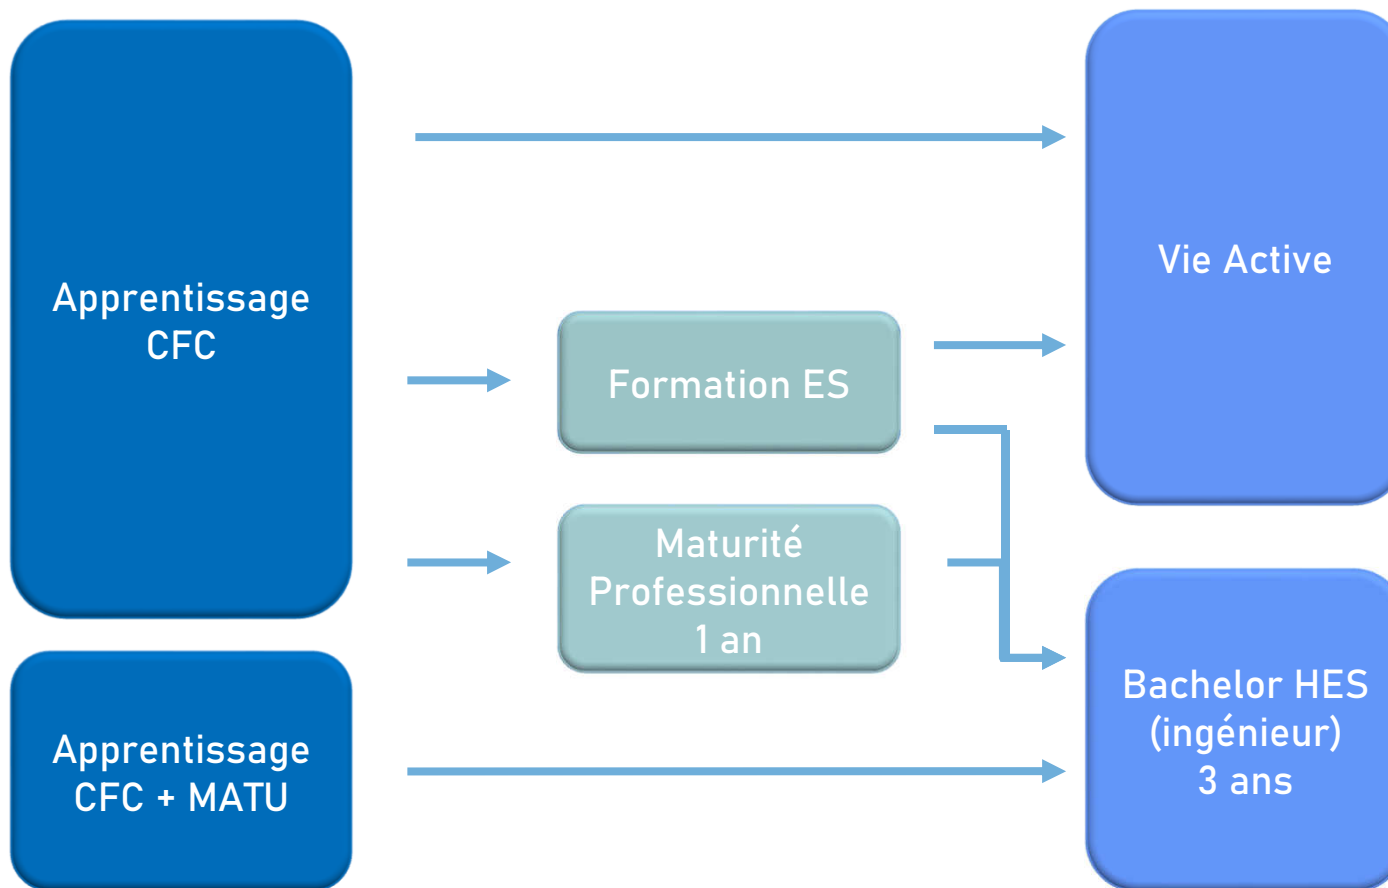 Apprentissage
CFC
Vie Active
Formation ES
Maturité
Professionnelle
1 an
Apprentissage
CFC + MATU
Bachelor HES
(ingénieur)
3 ans